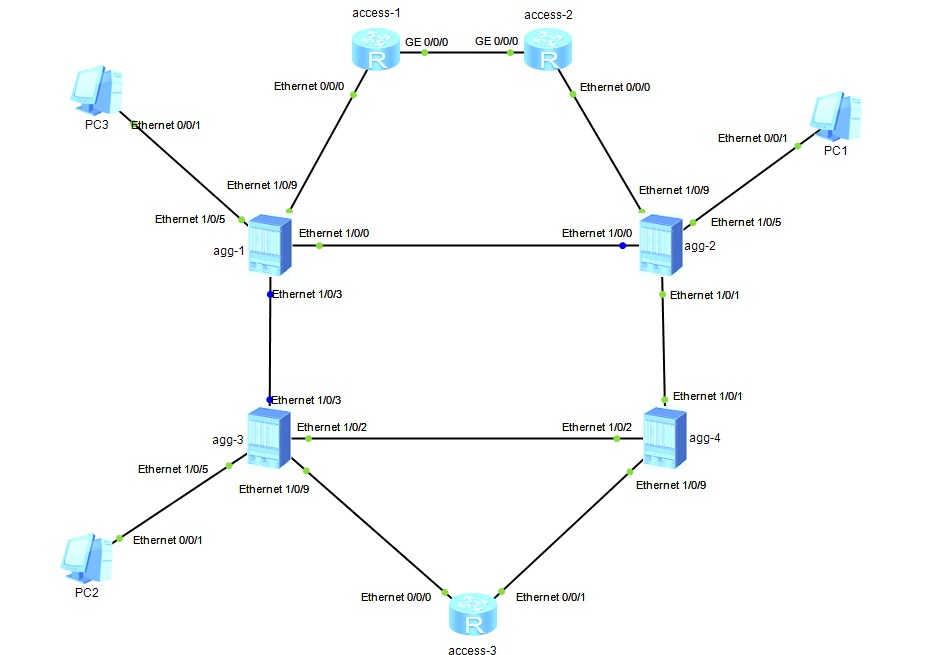 access-1
access-2
GE 0/0/0
GE 0/0/0
Ethernet 0/0/0
Ethernet 0/0/0
R
R
PC3
Ethernet 0/0/1
Ethernet 0/0/1
PC1
Ethernet 1/0/9
Ethernet 1/0/9
Ethernet 1/0/5
Ethernet 1/0/5
agg-1
Ethernet 1/0/0
Ethernet 1/0/0
agg-2
Ethernet 1/0/3
Ethernet 1/0/1
Ethernet 1/0/3
Ethernet 1/0/1
agg-3
Ethernet 1/0/2
Ethernet 1/0/2
agg-4
Ethernet 1/0/5
Ethernet 1/0/9
Ethernet 1/0/9
Ethernet 0/0/1
PC2
Ethernet 0/0/0
Ethernet 0/0/1
R
access-3